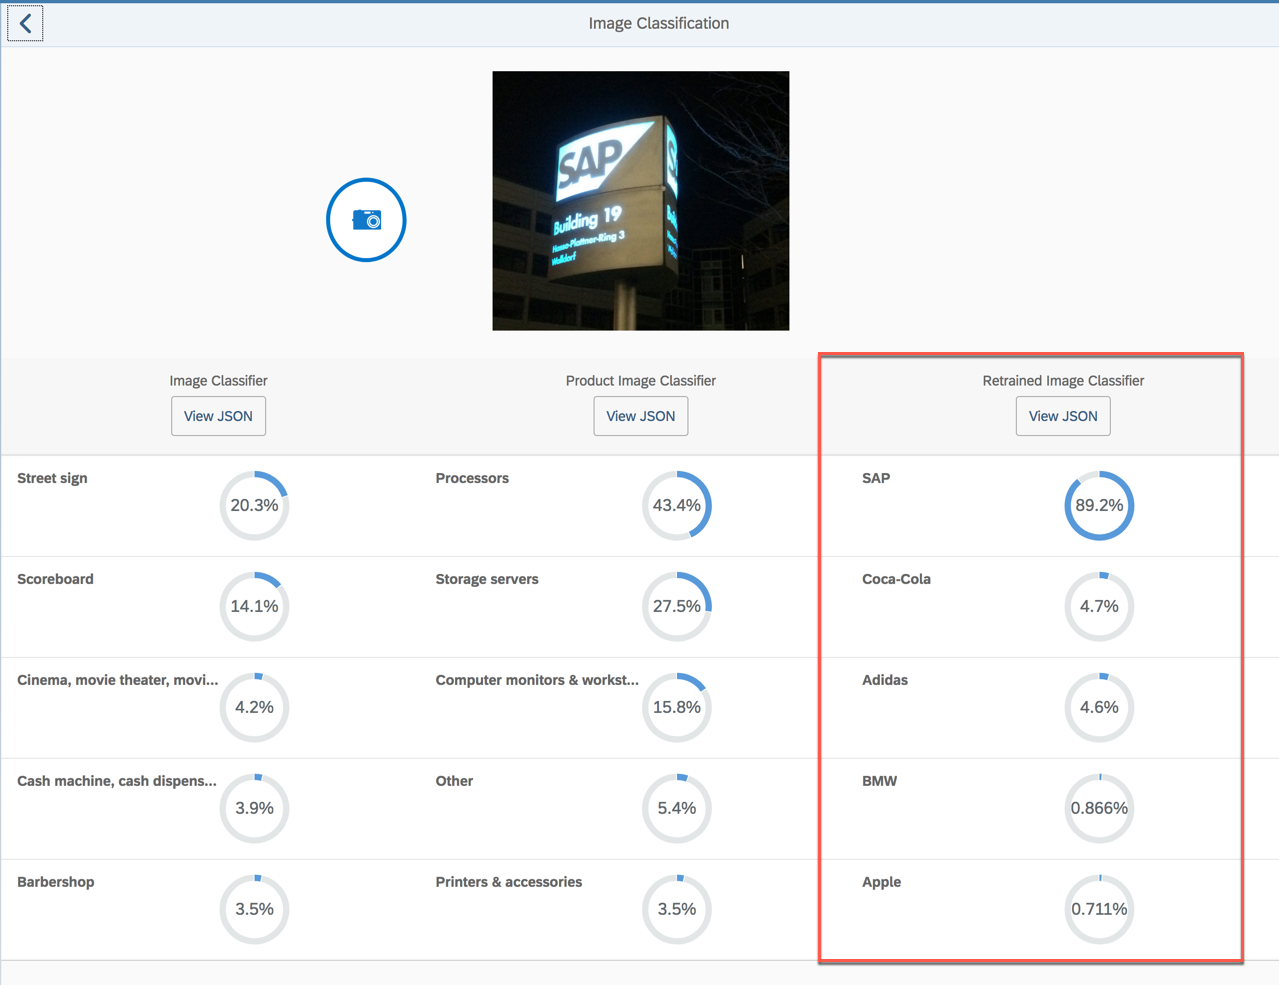 Image Classification
SAP
Building 19
Hasso-Plattner-Ring 3
Walldorf
Image Classifier
View JSON
Product Image Classifier
View JSON
Retrained Image Classifier
View JSON
Street sign
20.3%
Processors
43.4%
SAP
89.2%
Scoreboard
14.1%
Storage servers
27.5%
Coca-Cola
4.7%
Cinema, movie theater, movi...
4.2%
Computer monitors & workst...
15.8%
Adidas
4.6%
Cash machine, cash dispens...
3.9%
Other
5.4%
BMW
0.866%
Barbershop
3.5%
Printers & accessories
3.5%
Apple
0.711%